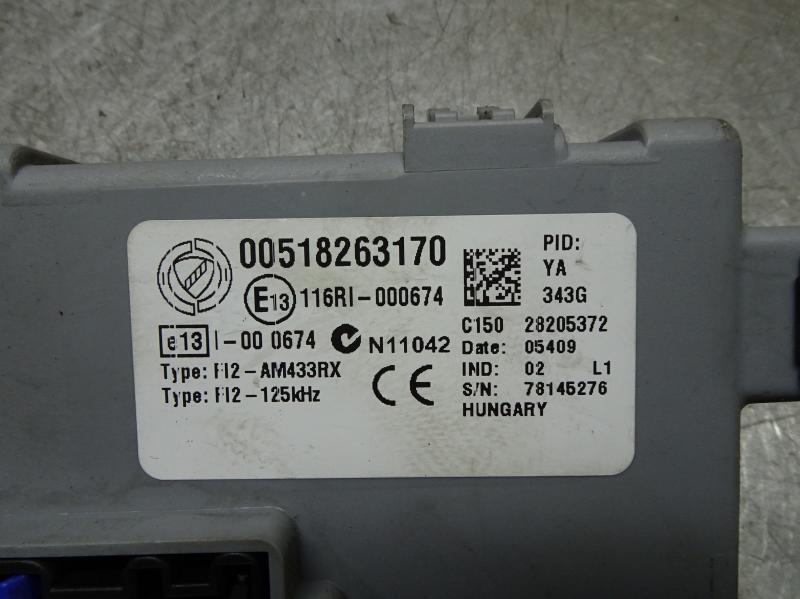 00518263170
E13 116RI-000674
e13 I-00 0674 N11042
Type: FI2-AM433RX
Type: FI2-125kHz
CE
PID:
YA
343G
C150 28205372
Date: 05409
IND: 02 L1
S/N: 78145276
HUNGARY